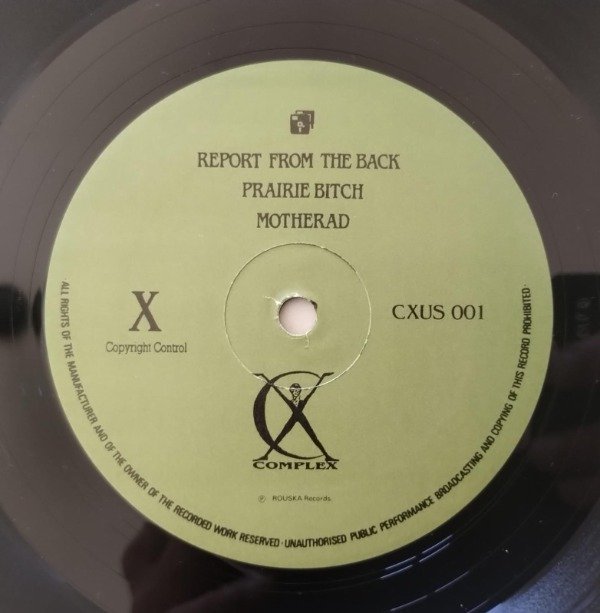 REPORT FROM THE BACK
PRAIRIE BITCH
MOTHERAD
X
Copyright Control
CXUS 001
CX
COMPLEX
℗ ROUSKA Records
·ALL RIGHTS OF THE MANUFACTURER AND OF THE OWNER OF THE RECORDED WORK RESERVED·UNAUTHORISED PUBLIC PERFORMANCE BROADCASTING AND COPYING OF THIS RECORD PROHIBITED·